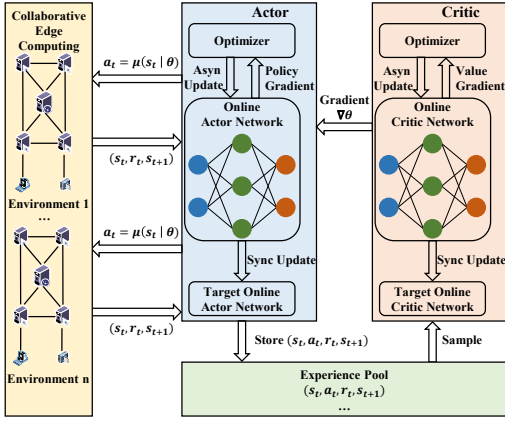 Collaborative
Edge
Computing
Environment 1
...
Environment n
a_t = μ(s_t | θ)
(s_t, r_t, s_{t+1})
a_t = μ(s_t | θ)
(s_t, r_t, s_{t+1})
Actor
Optimizer
Asyn
Update
Policy
Gradient
Online
Actor Network
Sync Update
Target Online
Actor Network
Store (s_t, a_t, r_t, s_{t+1})
Gradient
∇θ
Critic
Optimizer
Asyn
Update
Value
Gradient
Online
Critic Network
Sync Update
Target Online
Critic Network
Sample
Experience Pool
(s_t, a_t, r_t, s_{t+1})
...